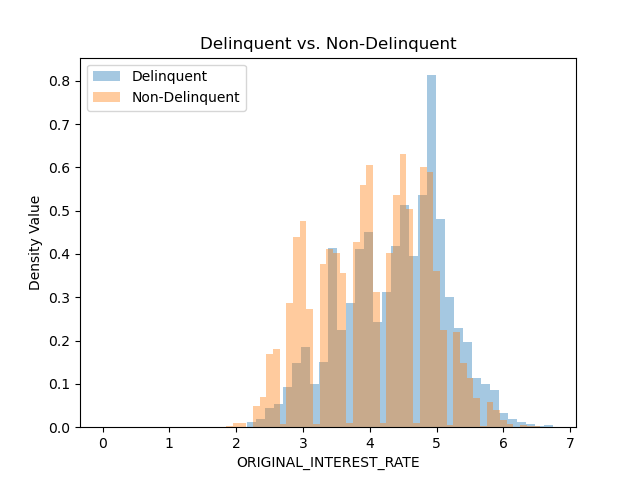 Delinquent vs. Non-Delinquent
Delinquent
Non-Delinquent
0.8
0.7
0.6
0.5
0.4
0.3
0.2
0.1
0.0
Density Value
0 1 2 3 4 5 6 7
ORIGINAL_INTEREST_RATE